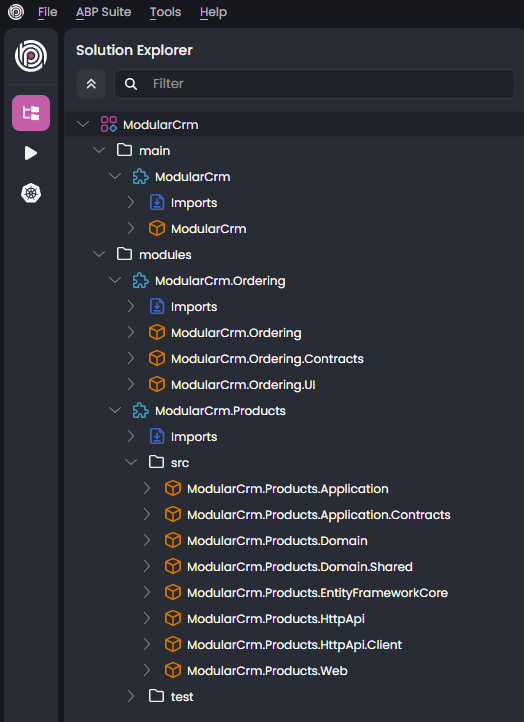 File ABP Suite Tools Help
Solution Explorer
Filter
ModularCrm
main
ModularCrm
Imports
ModularCrm
modules
ModularCrm.Ordering
Imports
ModularCrm.Ordering
ModularCrm.Ordering.Contracts
ModularCrm.Ordering.UI
ModularCrm.Products
Imports
src
ModularCrm.Products.Application
ModularCrm.Products.Application.Contracts
ModularCrm.Products.Domain
ModularCrm.Products.Domain.Shared
ModularCrm.Products.EntityFrameworkCore
ModularCrm.Products.HttpApi
ModularCrm.Products.HttpApi.Client
ModularCrm.Products.Web
test